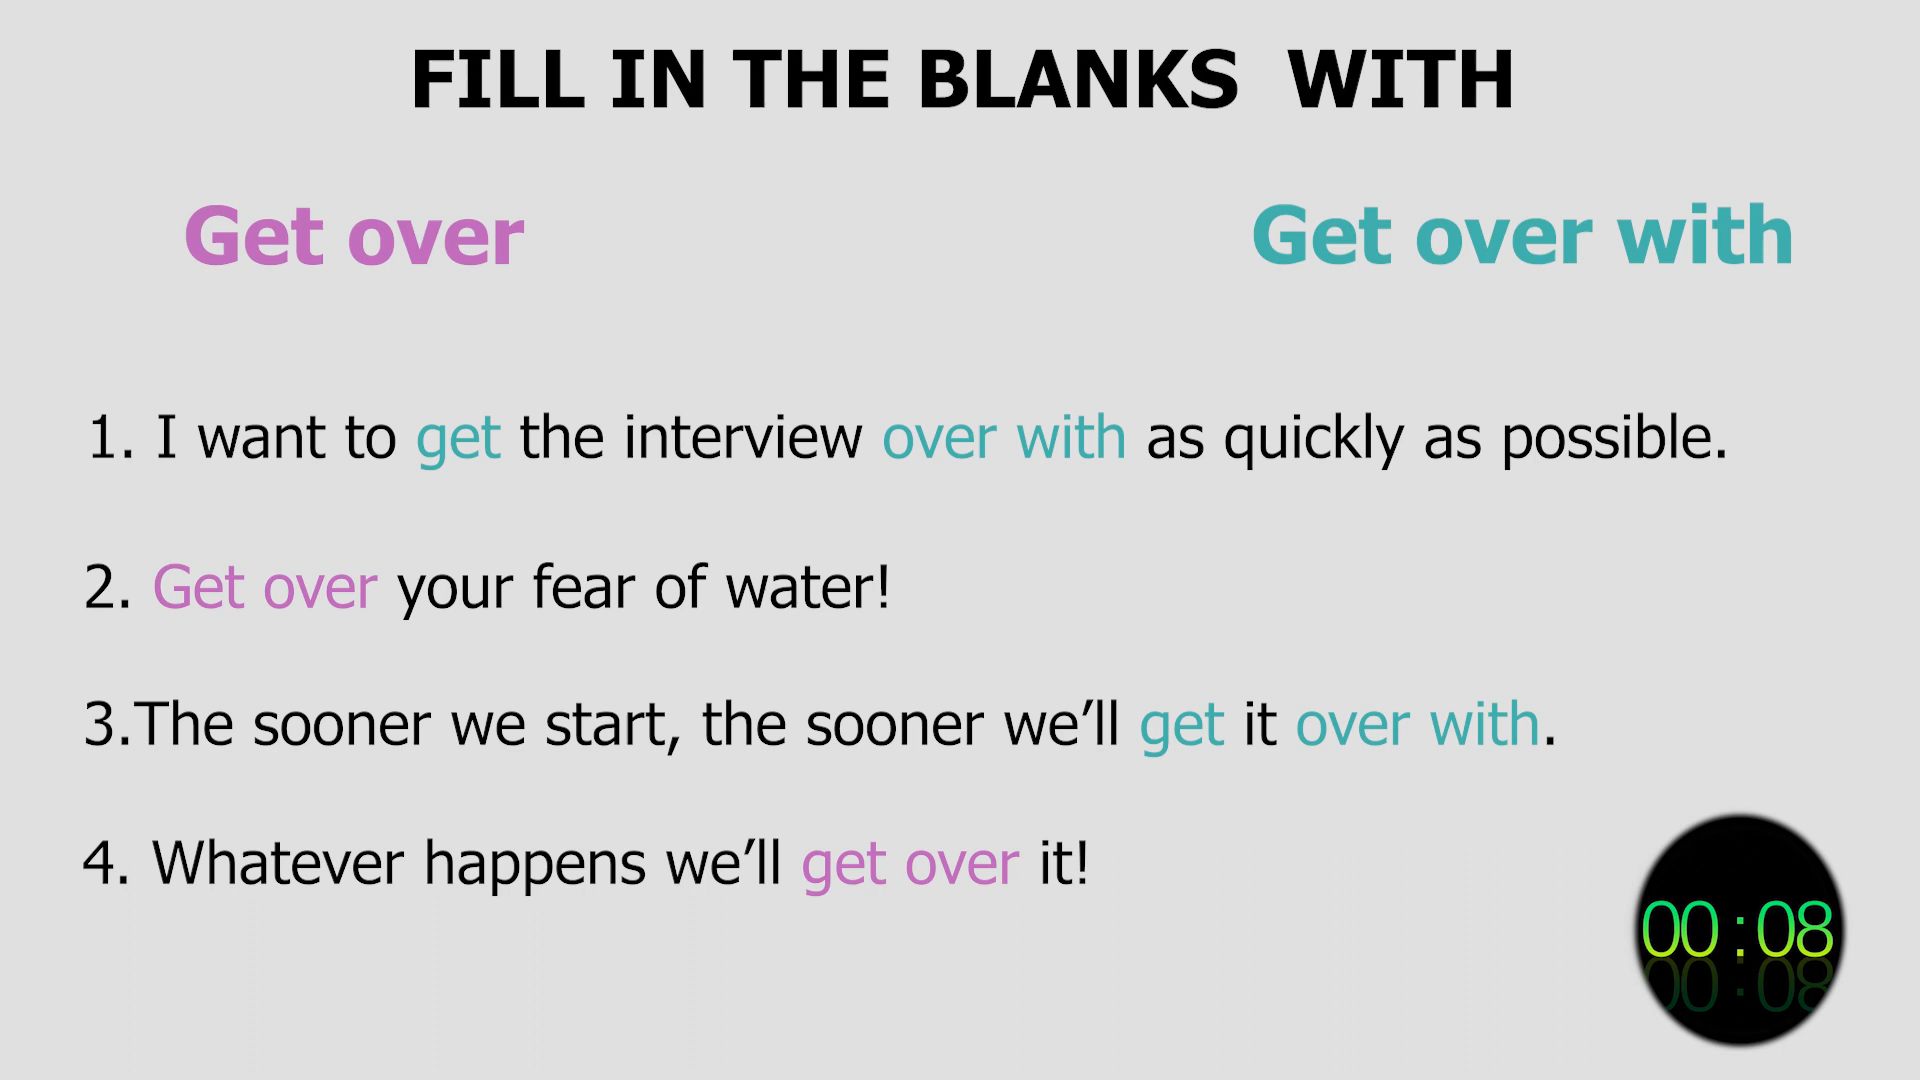 FILL IN THE BLANKS  WITH
Get over
Get over with
1. I want to get the interview over with as quickly as possible.
2. Get over your fear of water!
3.The sooner we start, the sooner we’ll get it over with.
4. Whatever happens we’ll get over it!
00:08